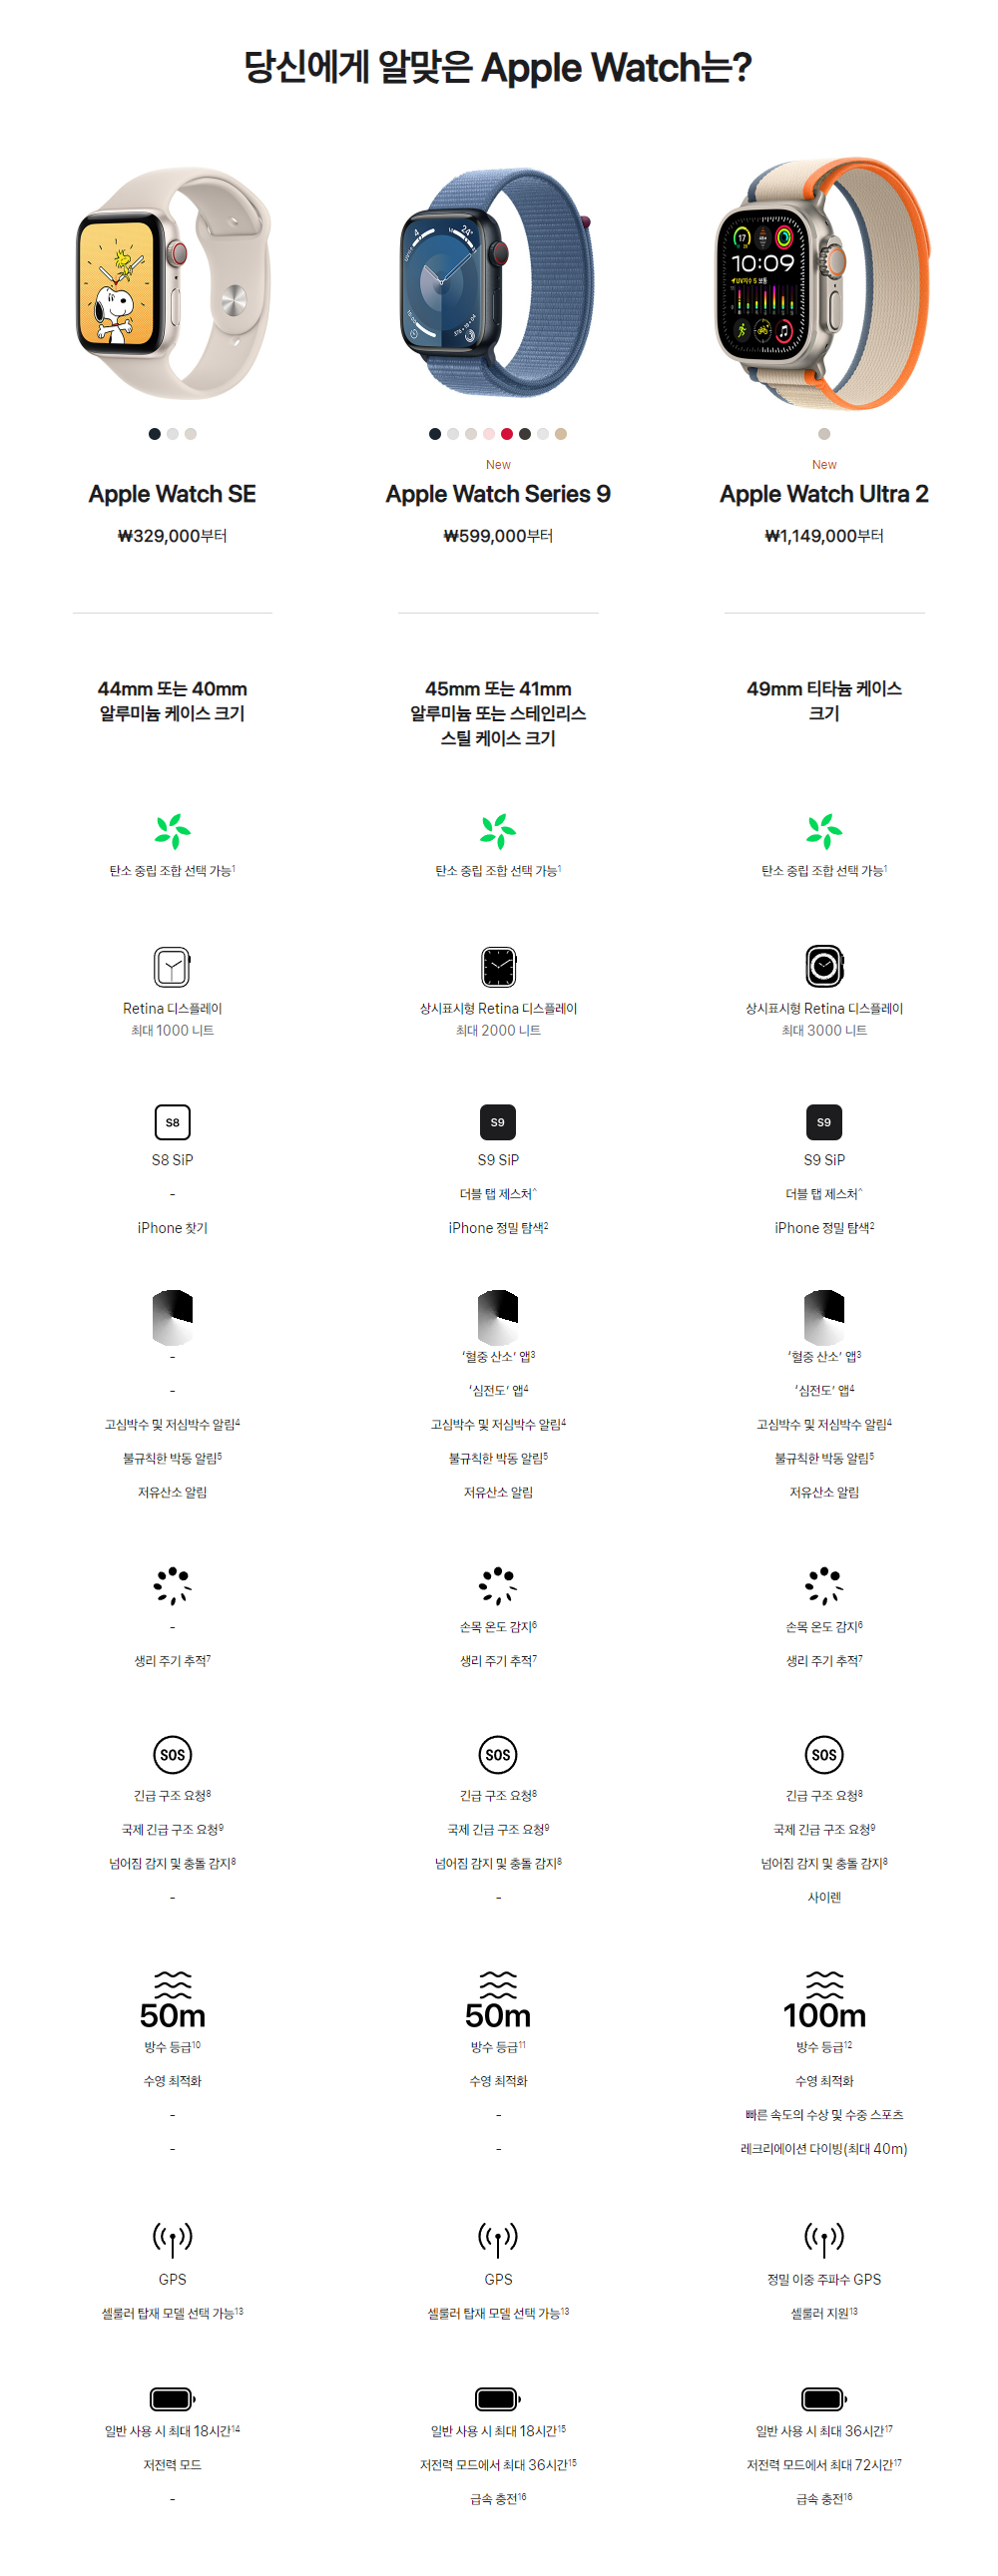 당신에게 알맞은 Apple Watch는?
10:09
New
New
Apple Watch SE
Apple Watch Series 9
Apple Watch Ultra 2
₩329,000부터
₩599,000부터
₩1,149,000부터
44mm 또는 40mm
알루미늄 케이스 크기
45mm 또는 41mm
알루미늄 또는 스테인리스
스틸 케이스 크기
49mm 티타늄 케이스
크기
탄소 중립 조합 선택 가능1
탄소 중립 조합 선택 가능1
탄소 중립 조합 선택 가능1
Retina 디스플레이
최대 1000 니트
상시표시형 Retina 디스플레이
최대 2000 니트
상시표시형 Retina 디스플레이
최대 3000 니트
S8
S9
S9
S8 SiP
S9 SiP
S9 SiP
-
더블 탭 제스처^
더블 탭 제스처^
iPhone 찾기
iPhone 정밀 탐색2
iPhone 정밀 탐색2
-
‘혈중 산소’ 앱3
‘혈중 산소’ 앱3
-
‘심전도’ 앱4
‘심전도’ 앱4
고심박수 및 저심박수 알림4
고심박수 및 저심박수 알림4
고심박수 및 저심박수 알림4
불규칙한 박동 알림5
불규칙한 박동 알림5
불규칙한 박동 알림5
저유산소 알림
저유산소 알림
저유산소 알림
-
손목 온도 감지6
손목 온도 감지6
생리 주기 추적7
생리 주기 추적7
생리 주기 추적7
SOS
SOS
SOS
긴급 구조 요청8
긴급 구조 요청8
긴급 구조 요청8
국제 긴급 구조 요청9
국제 긴급 구조 요청9
국제 긴급 구조 요청9
넘어짐 감지 및 충돌 감지8
넘어짐 감지 및 충돌 감지8
넘어짐 감지 및 충돌 감지8
-
-
사이렌
50m
50m
100m
방수 등급10
방수 등급11
방수 등급12
수영 최적화
수영 최적화
수영 최적화
-
-
빠른 속도의 수상 및 수중 스포츠
-
-
레크리에이션 다이빙(최대 40m)
GPS
GPS
정밀 이중 주파수 GPS
셀룰러 탑재 모델 선택 가능13
셀룰러 탑재 모델 선택 가능13
셀룰러 지원13
일반 사용 시 최대 18시간14
일반 사용 시 최대 18시간15
일반 사용 시 최대 36시간17
저전력 모드
저전력 모드에서 최대 36시간15
저전력 모드에서 최대 72시간17
-
급속 충전16
급속 충전16